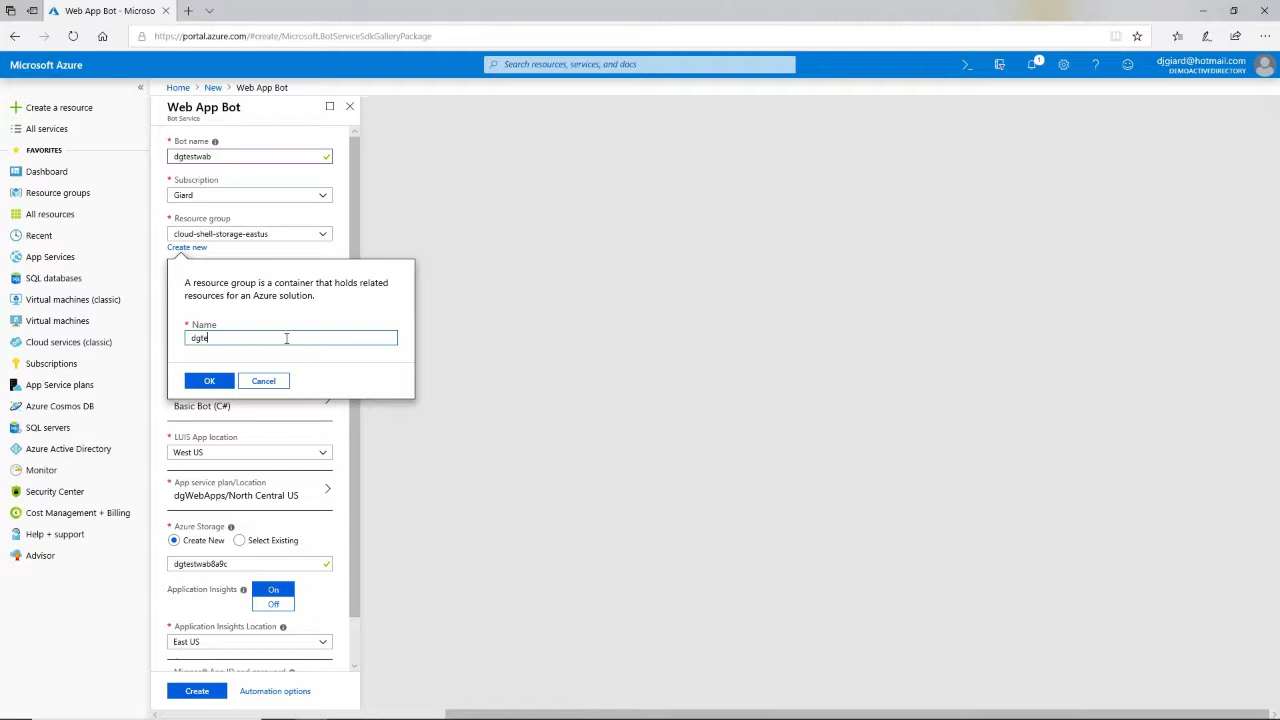 Web App Bot - Microso
https://portal.azure.com/#create/Microsoft.BotServiceSdkGalleryPackage
Microsoft Azure
Search resources, services, and docs
1
djgiard@hotmail.com
DEMOACTIVEDIRECTORY
Create a resource
All services
FAVORITES
Dashboard
Resource groups
All resources
Recent
App Services
SQL databases
Virtual machines (classic)
Virtual machines
Cloud services (classic)
Subscriptions
App Service plans
Azure Cosmos DB
SQL servers
Azure Active Directory
Monitor
Security Center
Cost Management + Billing
Help + support
Advisor
Home > New > Web App Bot
Web App Bot
Bot Service
* Bot name
dgtestwab
* Subscription
Giard
* Resource group
cloud-shell-storage-eastus
Create new
A resource group is a container that holds related
resources for an Azure solution.
* Name
dgte
OK
Cancel
Basic Bot (C#)
* LUIS App location
West US
* App service plan/Location
dgWebApps/North Central US
* Azure Storage
Create New
Select Existing
dgtestwab8a9c
Application Insights
On
Off
* Application Insights Location
East US
Microsoft App ID and password
Create
Automation options